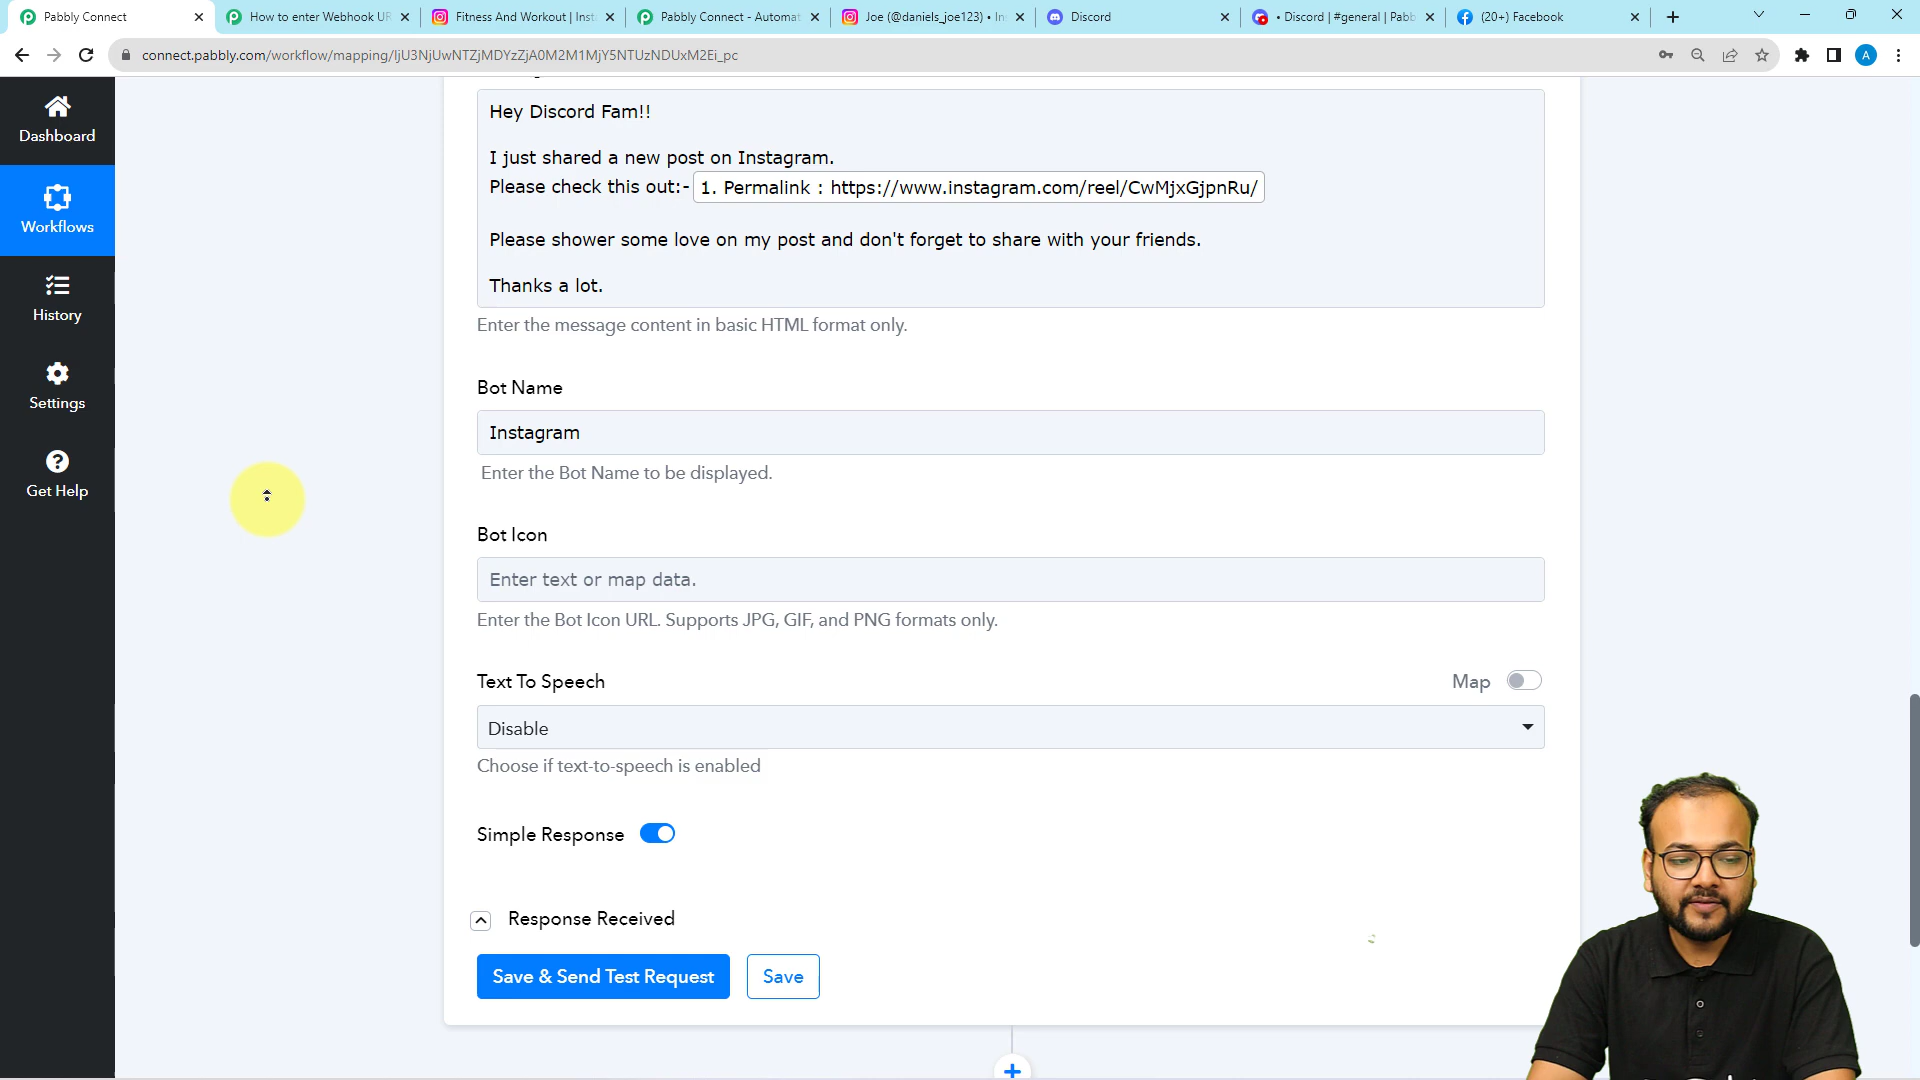 Pabbly Connect
How to enter Webhook UR
Fitness And Workout | Inst
Pabbly Connect - Automat
Joe (@daniels_joe123) • In
Discord
• Discord | #general | Pabb
(20+) Facebook
connect.pabbly.com/workflow/mapping/IjU3NjUwNTZjMDYzZjA0M2M1MjY5NTUzNDUxM2Ei_pc
A
Dashboard
Workflows
History
Settings
Get Help
Hey Discord Fam!!
I just shared a new post on Instagram.
Please check this out:- 1. Permalink : https://www.instagram.com/reel/CwMjxGjpnRu/
Please shower some love on my post and don't forget to share with your friends.
Thanks a lot.
Enter the message content in basic HTML format only.
Bot Name
Instagram
Enter the Bot Name to be displayed.
Bot Icon
Enter text or map data.
Enter the Bot Icon URL. Supports JPG, GIF, and PNG formats only.
Text To Speech
Map
Disable
Choose if text-to-speech is enabled
Simple Response
Response Received
Save & Send Test Request
Save